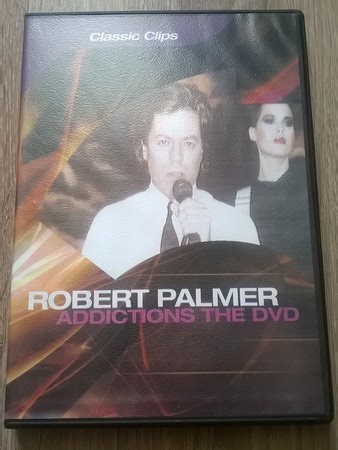 Classic Clips
ROBERT PALMER
ADDICTIONS THE DVD